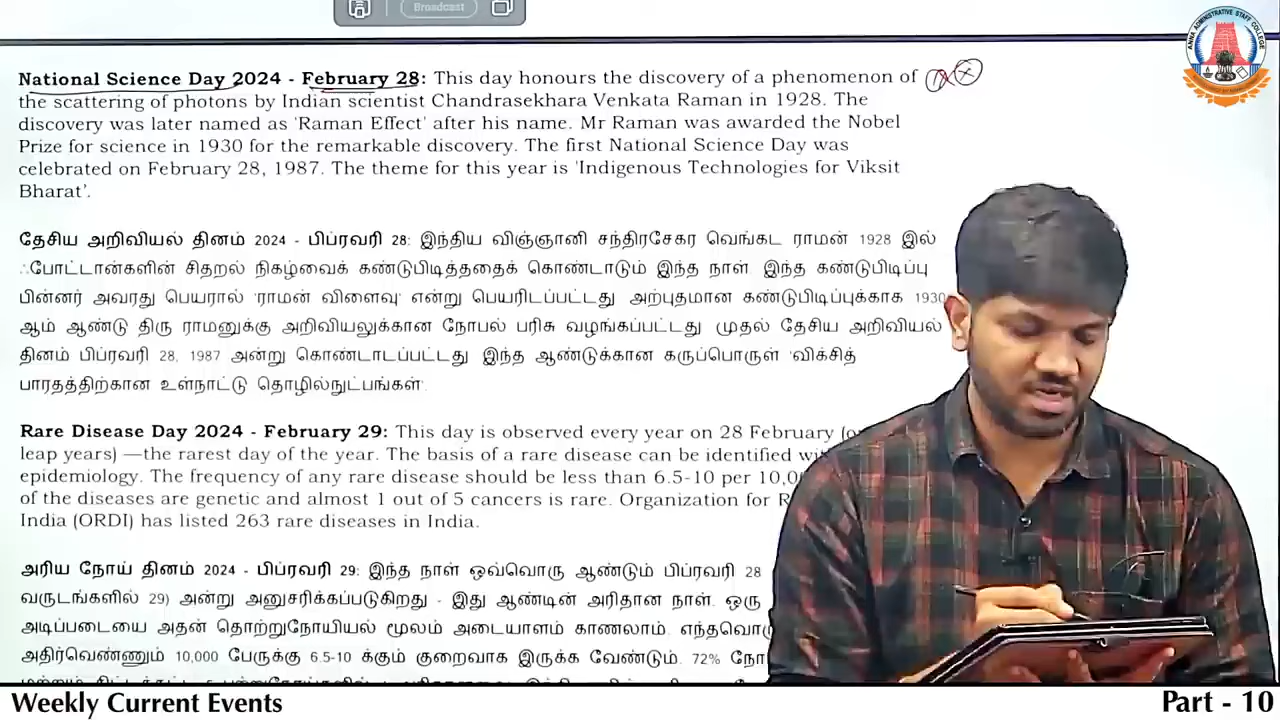 Broadcast
National Science Day 2024 - February 28: This day honours the discovery of a phenomenon of
the scattering of photons by Indian scientist Chandrasekhara Venkata Raman in 1928. The
discovery was later named as 'Raman Effect' after his name. Mr Raman was awarded the Nobel
Prize for science in 1930 for the remarkable discovery. The first National Science Day was
celebrated on February 28, 1987. The theme for this year is 'Indigenous Technologies for Viksit
Bharat'.
தேசிய அறிவியல் தினம் 2024 - பிப்ரவரி 28: இந்திய விஞ்ஞானி சந்திரசேகர வெங்கட ராமன் 1928 இல்
ஃபோட்டான்களின் சிதறல் நிகழ்வைக் கண்டுபிடித்ததைக் கொண்டாடும் இந்த நாள் இந்த கண்டுபிடிப்பு
பின்னர் அவரது பெயரால் 'ராமன் விளைவு' என்று பெயரிடப்பட்டது அற்புதமான கண்டுபிடிப்புக்காக 1930
ஆம் ஆண்டு திரு ராமனுக்கு அறிவியலுக்கான நோபல் பரிசு வழங்கப்பட்டது முதல் தேசிய அறிவியல்
தினம் பிப்ரவரி 28, 1987 அன்று கொண்டாடப்பட்டது இந்த ஆண்டுக்கான கருப்பொருள் 'விக்சித்
பாரதத்திற்கான உள்நாட்டு தொழில்நுட்பங்கள்'.
Rare Disease Day 2024 - February 29: This day is observed every year on 28 February
leap years) —the rarest day of the year. The basis of a rare disease can be identified
epidemiology. The frequency of any rare disease should be less than 6.5-10 per
of the diseases are genetic and almost 1 out of 5 cancers is rare. Organization for
India (ORDI) has listed 263 rare diseases in India.
அரிய நோய் தினம் 2024 - பிப்ரவரி 29: இந்த நாள் ஒவ்வொரு ஆண்டும் பிப்ரவரி 28
வருடங்களில் 29) அன்று அனுசரிக்கப்படுகிறது - இது ஆண்டின் அரிதான நாள். ஒரு
அடிப்படையை அதன் தொற்றுநோயியல் மூலம் அடையாளம் காணலாம்.
அதிர்வெண்ணும் 10,000 பேருக்கு 6.5-10 க்கும் குறைவாக இருக்க வேண்டும். 72%
ANNA ADMINISTRATIVE STAFF COLLEGE
Weekly Current Events
Part - 10